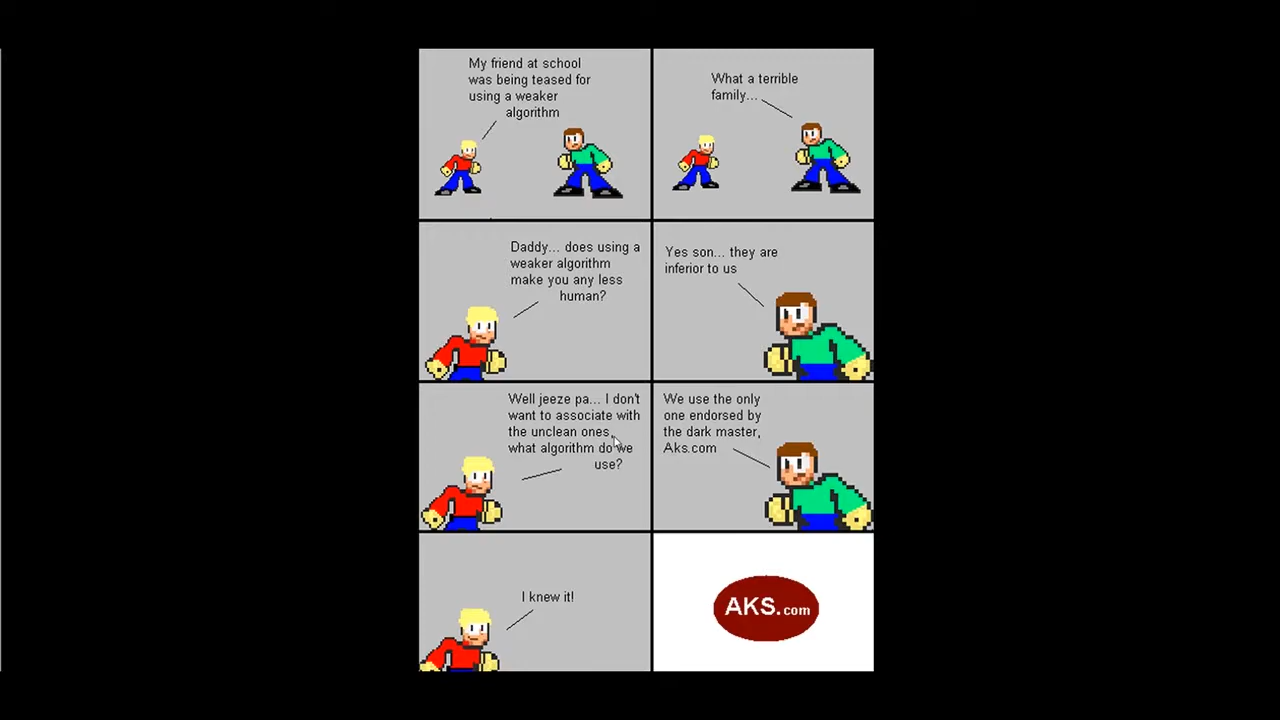 My friend at school
was being teased for
using a weaker
algorithm
What a terrible
family...
Daddy... does using a
weaker algorithm
make you any less
human?
Yes son... they are
inferior to us
Well jeeze pa... I don't
want to associate with
the unclean ones,
what algorithm do we
use?
We use the only
one endorsed by
the dark master,
Aks.com
I knew it!
AKS.com